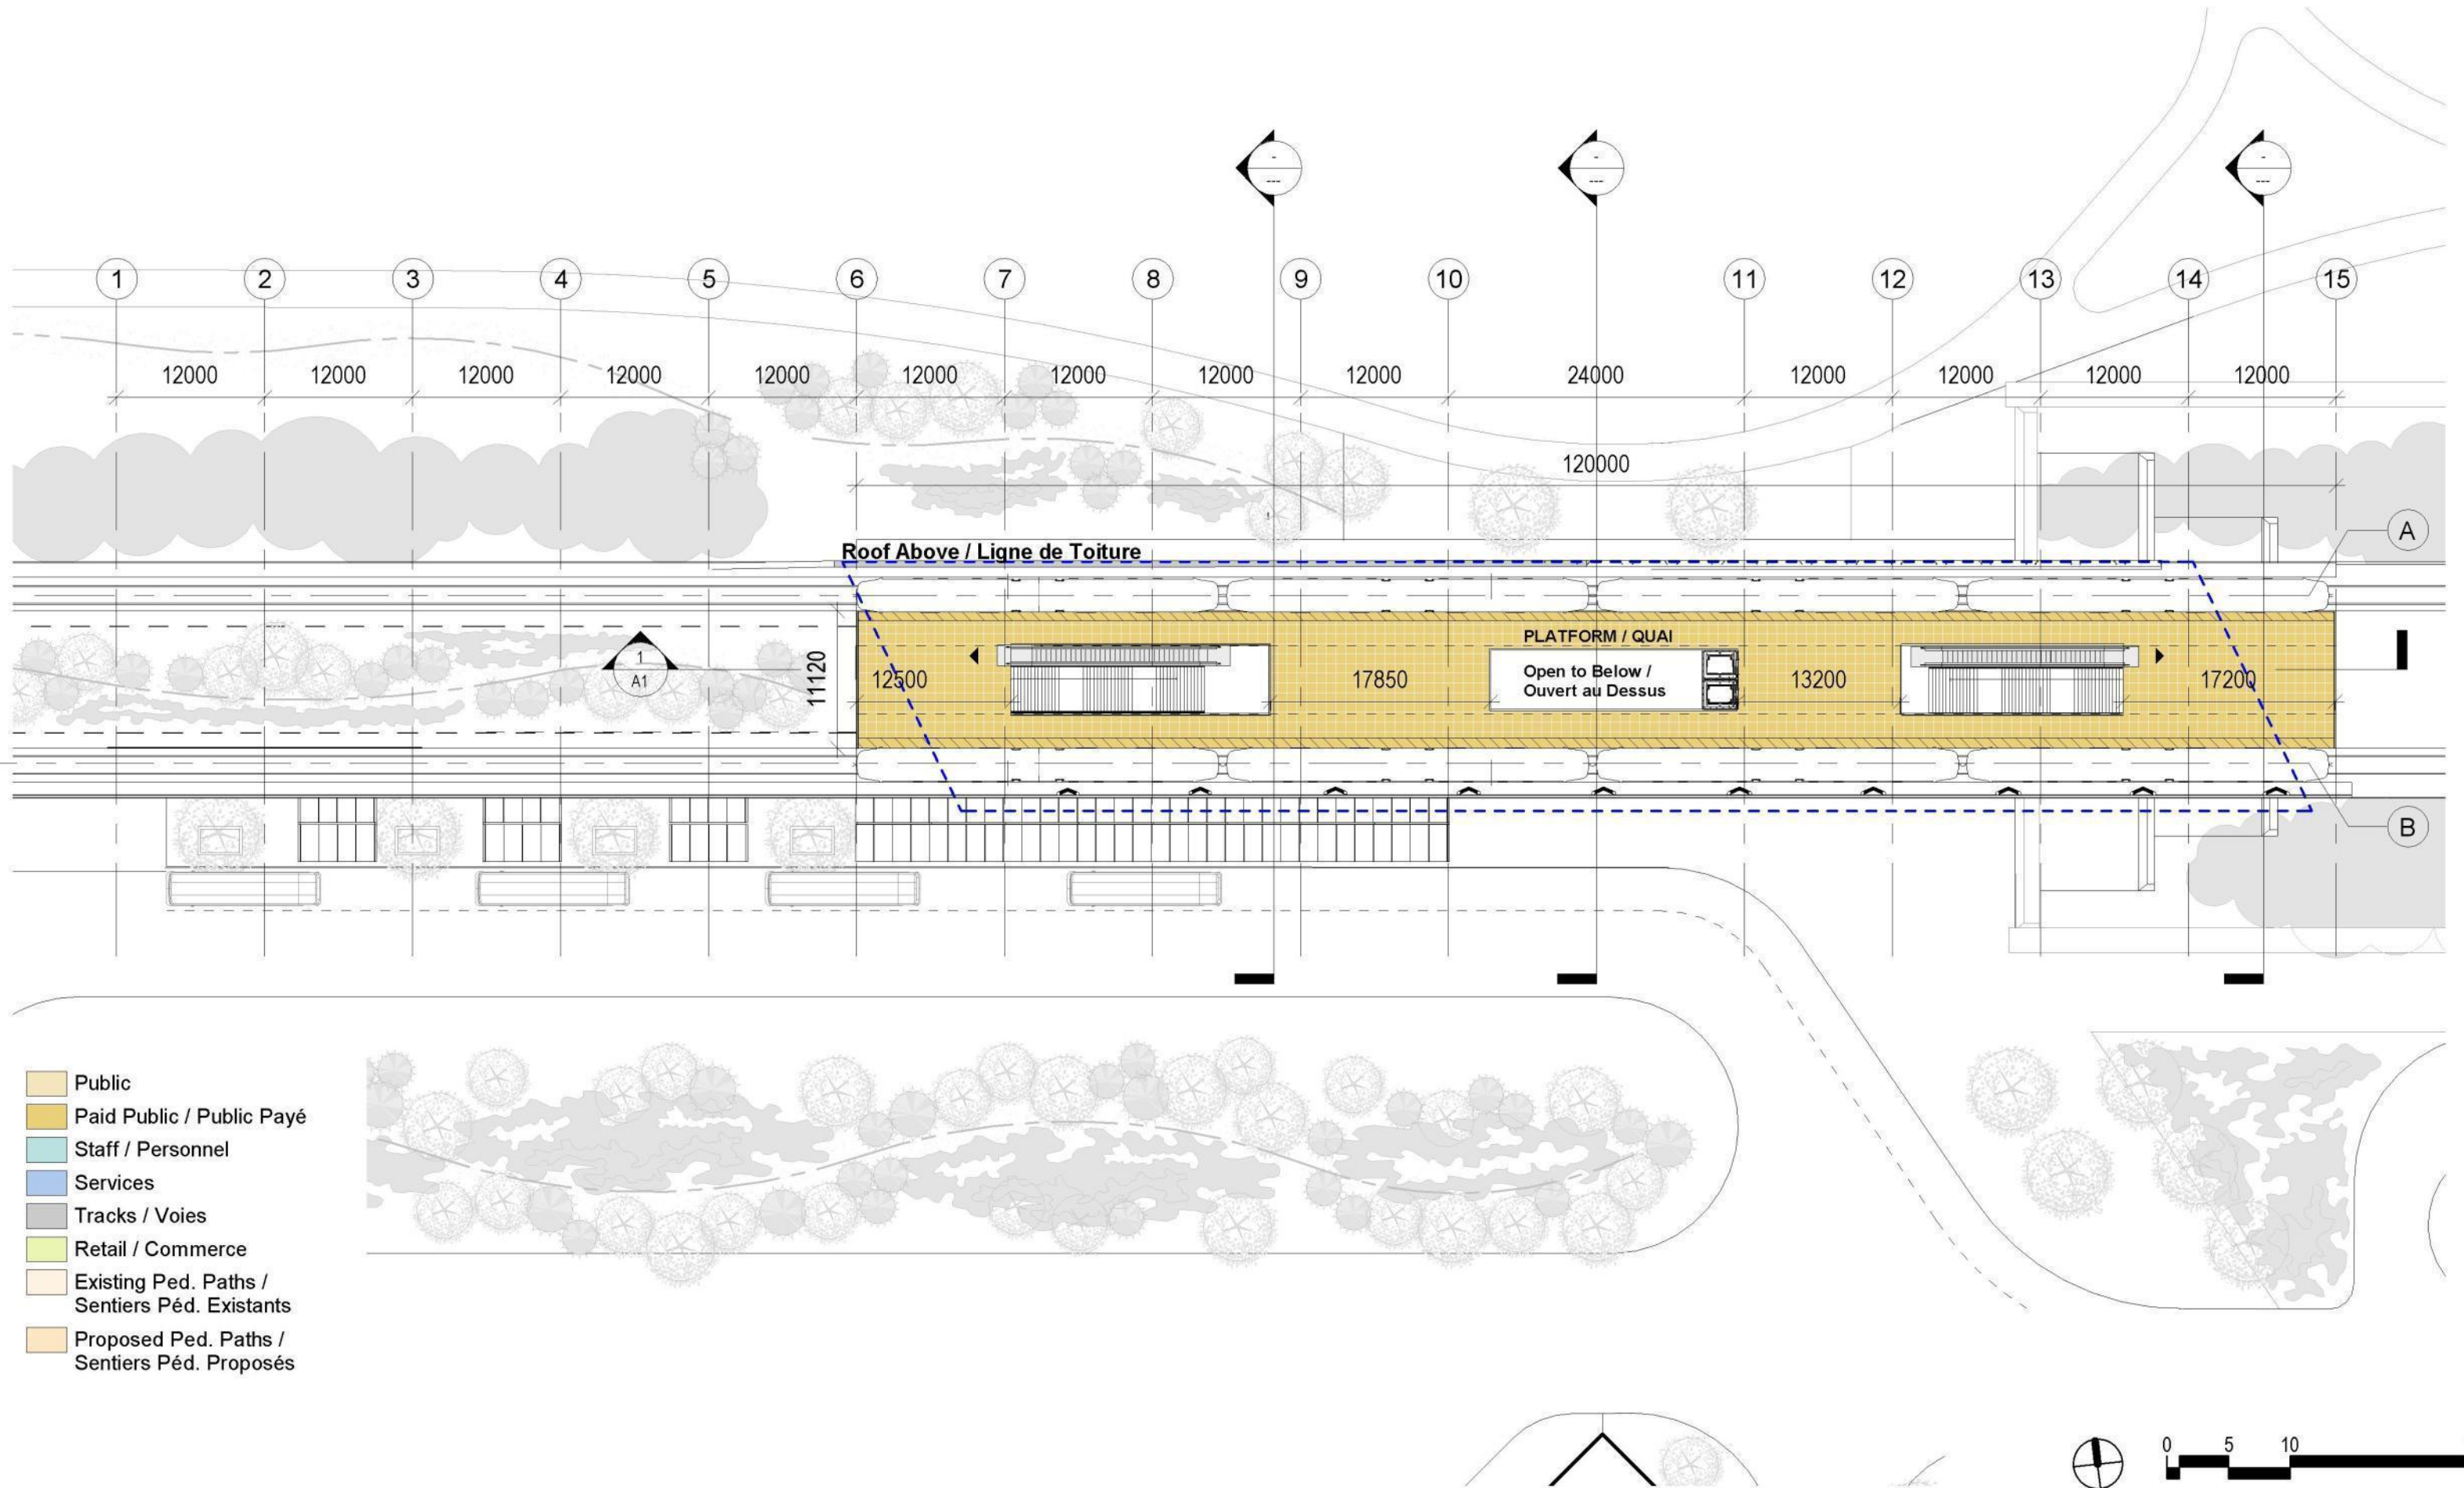 -
---
-
---
-
---
1
2
3
4
5
6
7
8
9
10
11
12
13
14
15
12000
12000
12000
12000
12000
12000
12000
12000
12000
24000
12000
12000
12000
12000
120000
A
Roof Above / Ligne de Toiture
PLATFORM / QUAI
1
A1
11120
12500
17850
Open to Below /
Ouvert au Dessus
13200
17200
B
Public
Paid Public / Public Payé
Staff / Personnel
Services
Tracks / Voies
Retail / Commerce
Existing Ped. Paths /
Sentiers Péd. Existants
Proposed Ped. Paths /
Sentiers Péd. Proposés
0
5
10